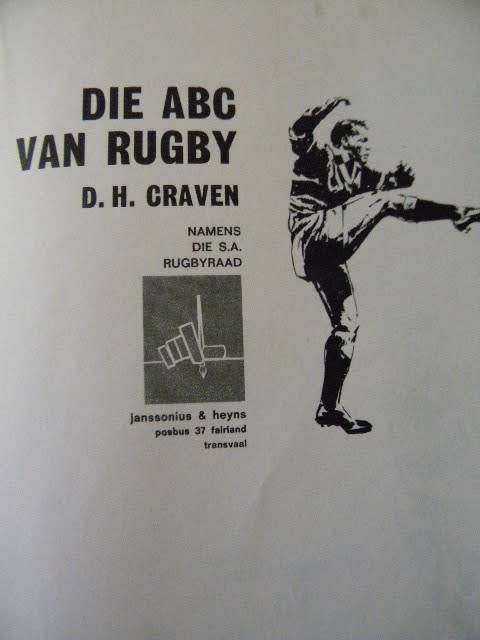 DIE ABC
VAN RUGBY
D. H. CRAVEN
NAMENS
DIE S.A.
RUGBYRAAD
janssonius & heyns
posbus 37 fairland
transvaal